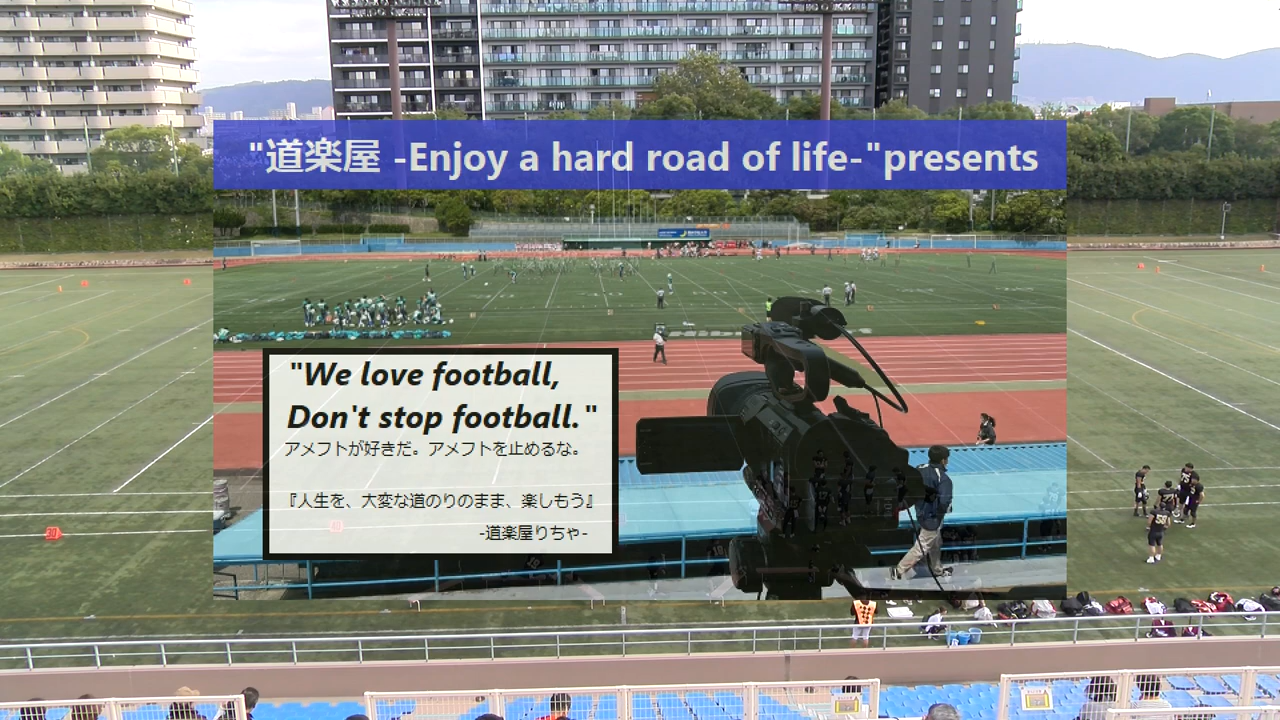 "道楽屋 -Enjoy a hard road of life-"presents
"We love football,
Don't stop football."
アメフトが好きだ。アメフトを止めるな。
『人生を、大変な道のりのまま、楽しもう』
-道楽屋りちゃ-
30